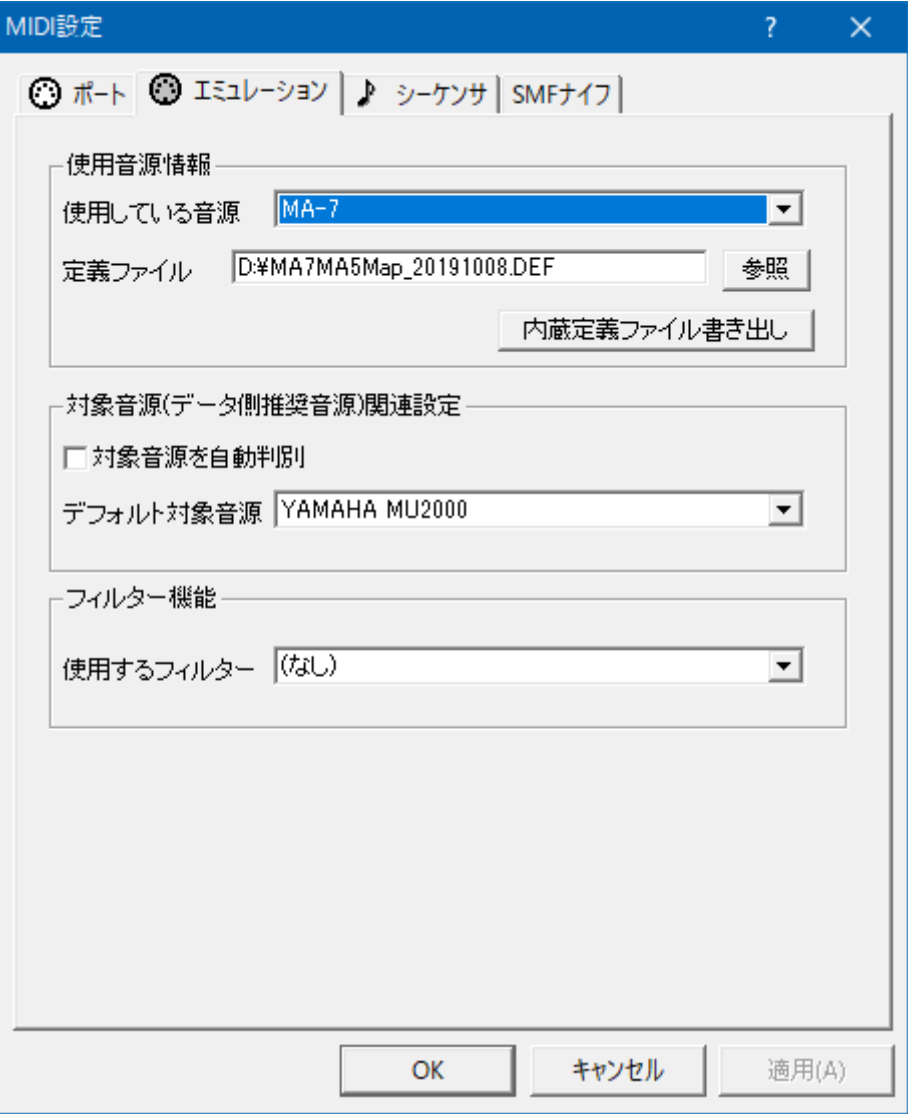 MIDI設定
ポート エミュレーション シーケンサ SMFナイフ
使用音源情報
使用している音源 MA-7
定義ファイル D:¥MA7MA5Map_20191008.DEF 参照
内蔵定義ファイル書き出し
対象音源(データ側推奨音源)関連設定
対象音源を自動判別
デフォルト対象音源 YAMAHA MU2000
フィルター機能
使用するフィルター (なし)
OK キャンセル 適用(A)